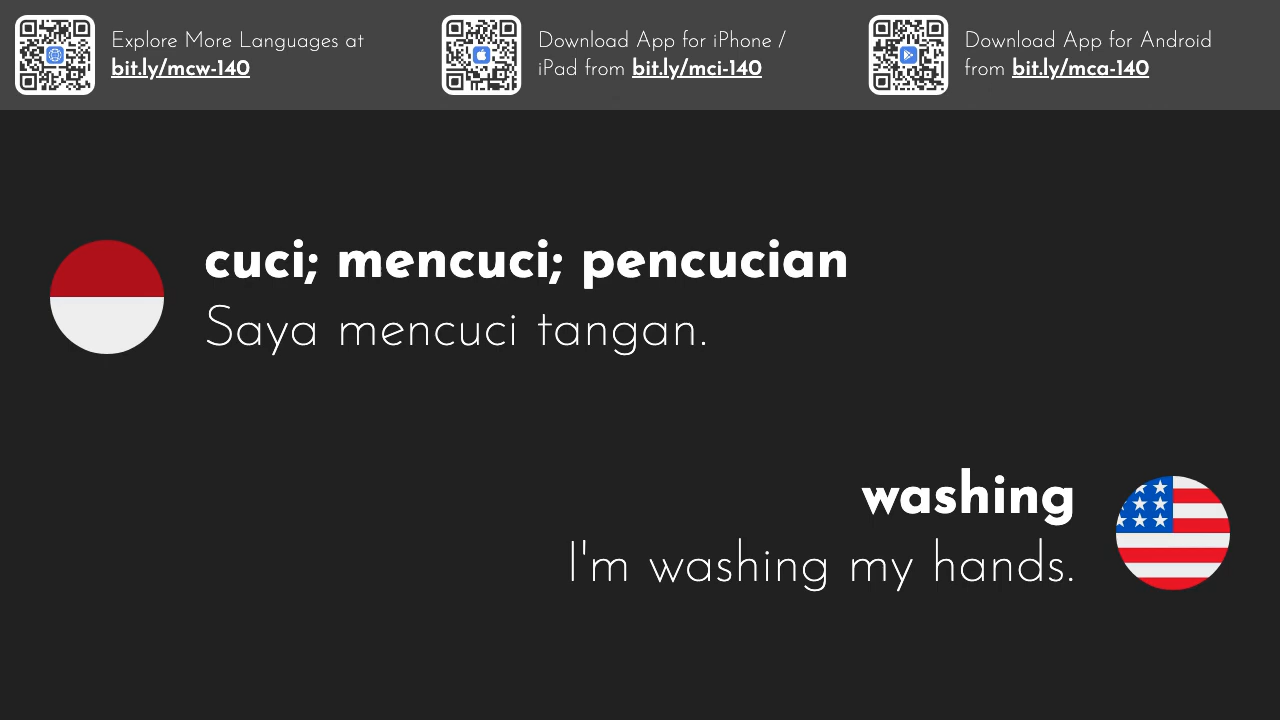 Explore More Languages at
bit.ly/mcw-140
Download App for iPhone /
iPad from bit.ly/mci-140
Download App for Android
from bit.ly/mca-140
cuci; mencuci; pencucian
Saya mencuci tangan.
washing
I'm washing my hands.